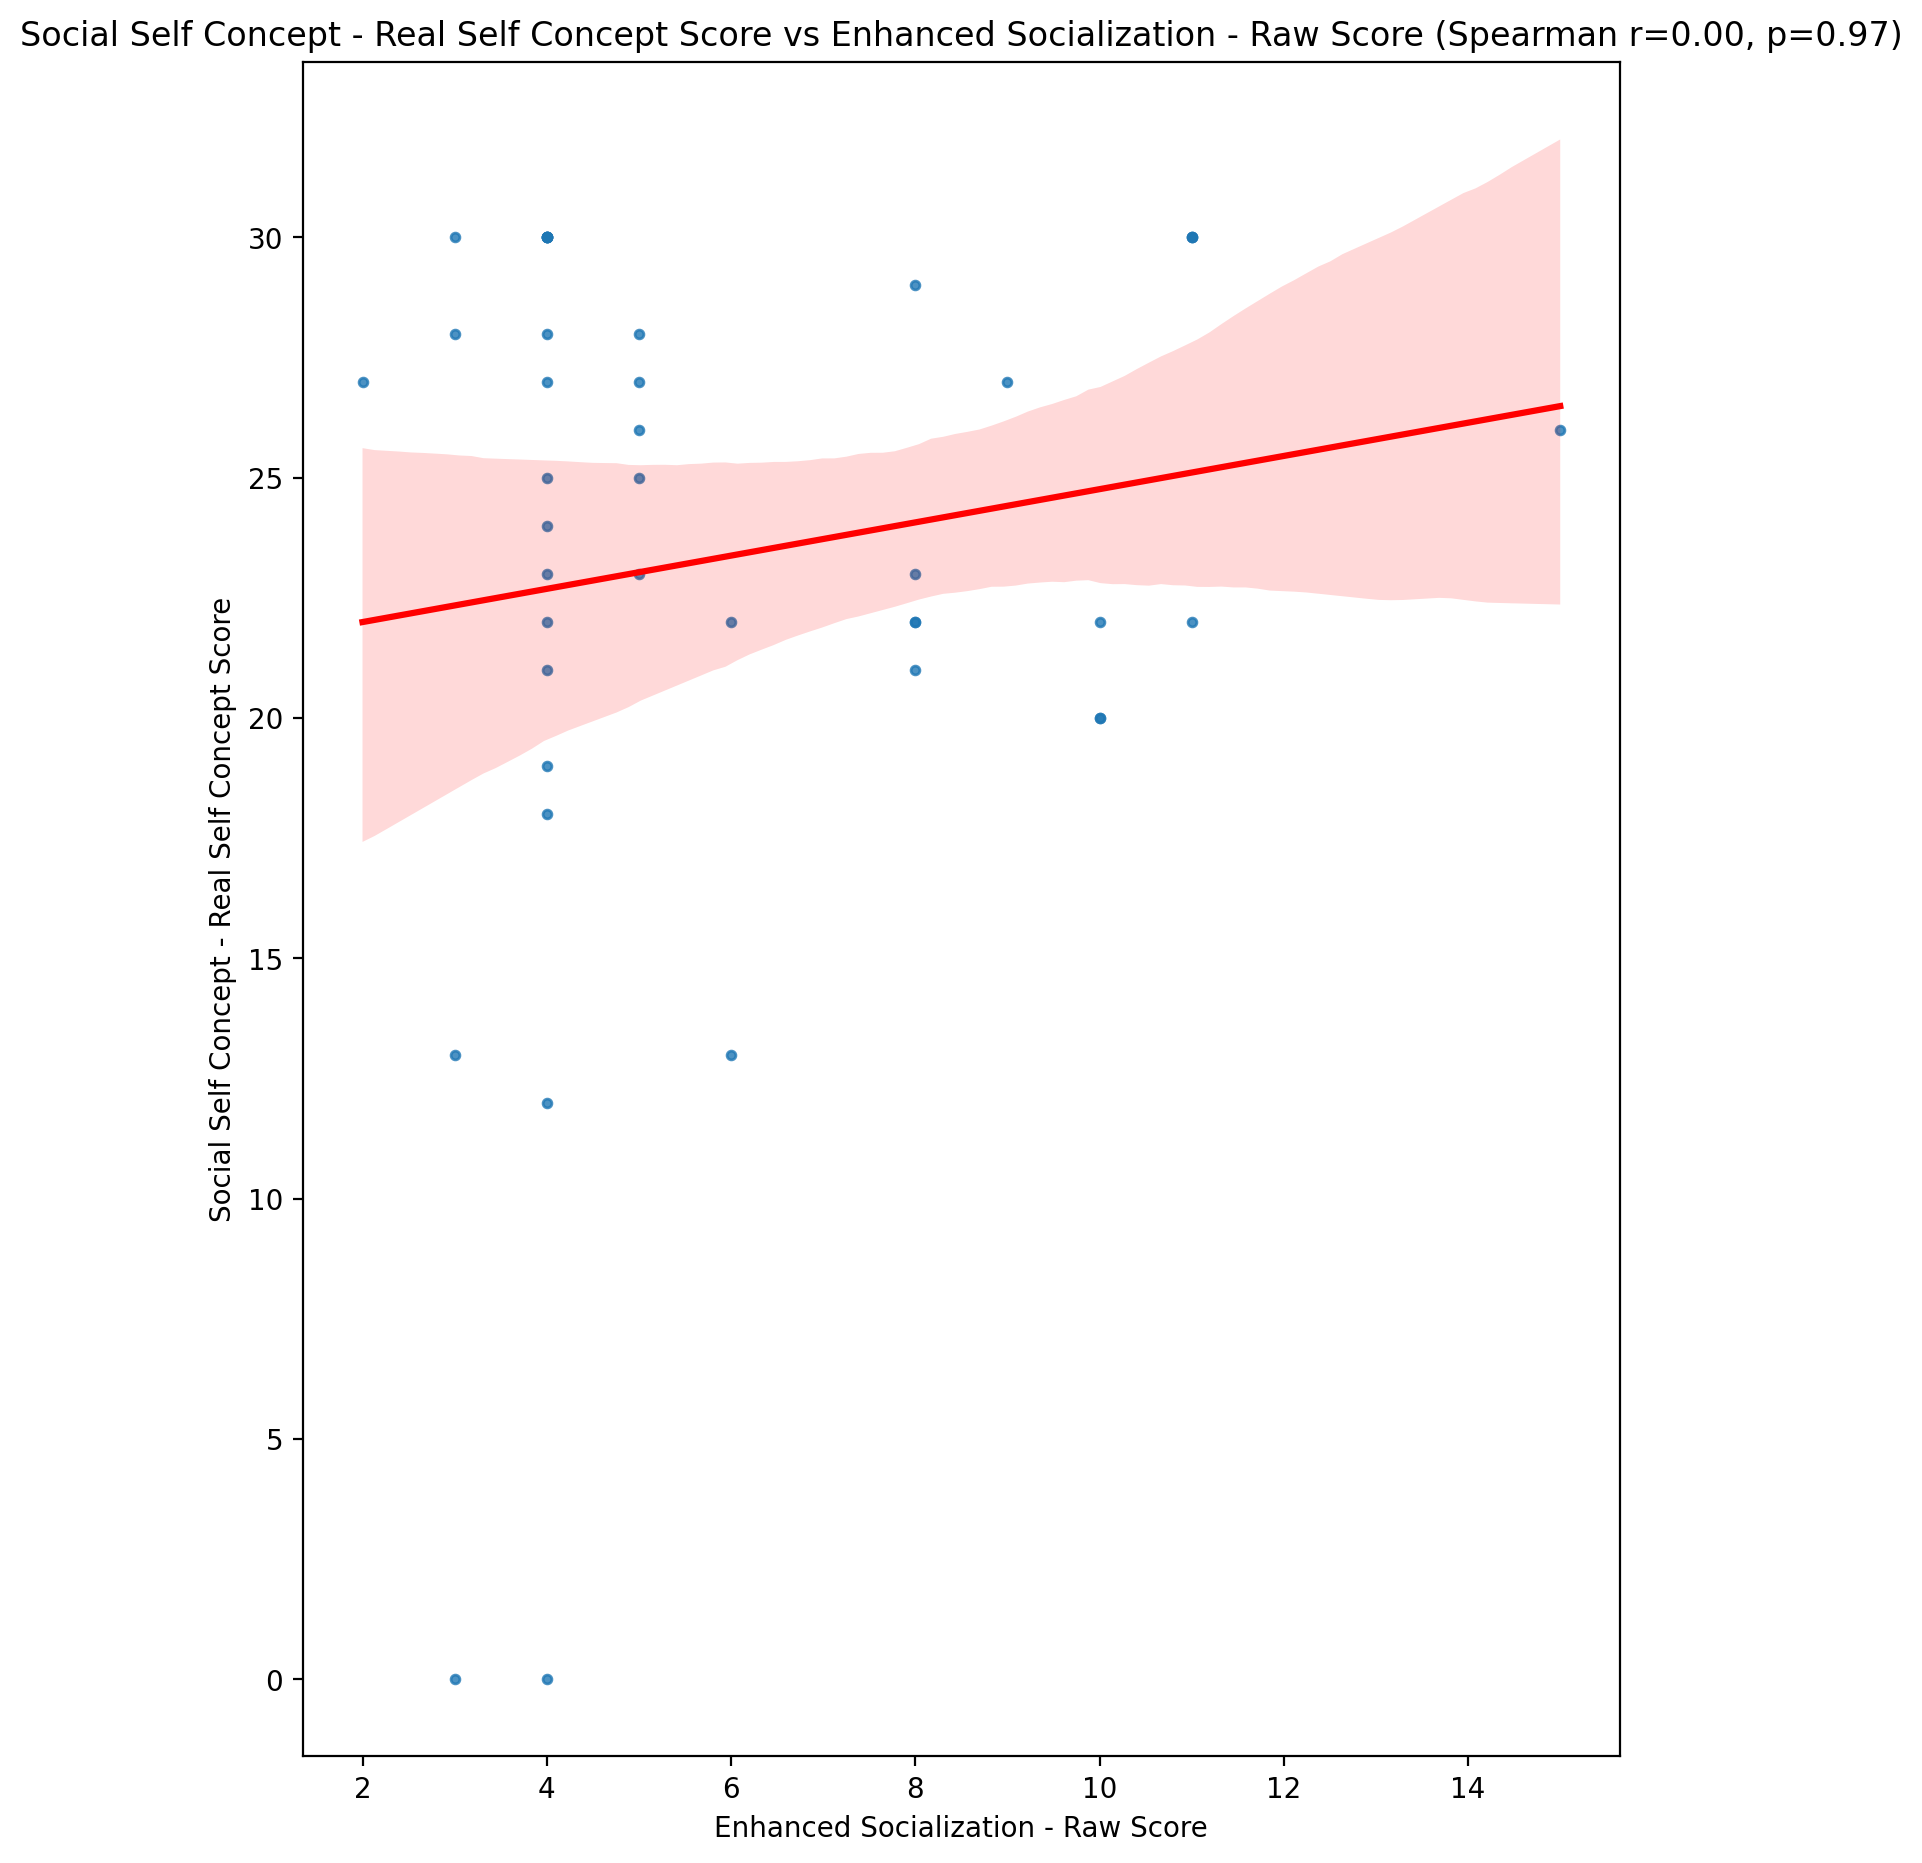 Social Self Concept - Real Self Concept Score vs Enhanced Socialization - Raw Score (Spearman r=0.00, p=0.97)
Social Self Concept - Real Self Concept Score
30
25
20
15
10
5
0
2 4 6 8 10 12 14
Enhanced Socialization - Raw Score